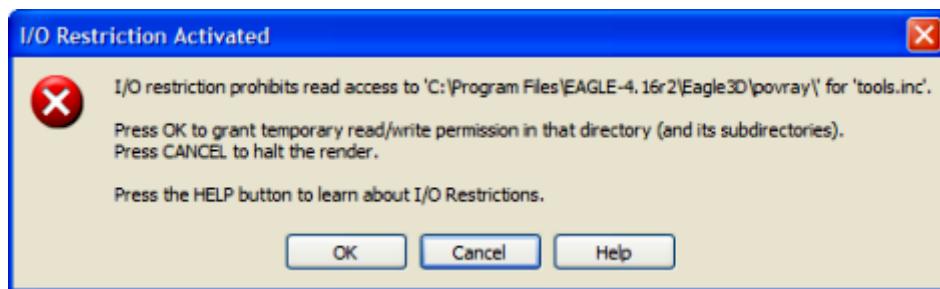 I/O Restriction Activated
I/O restriction prohibits read access to 'C:\Program Files\EAGLE-4.16r2\Eagle3D\povray\' for 'tools.inc'.
Press OK to grant temporary read/write permission in that directory (and its subdirectories).
Press CANCEL to halt the render.
Press the HELP button to learn about I/O Restrictions.
OK Cancel Help